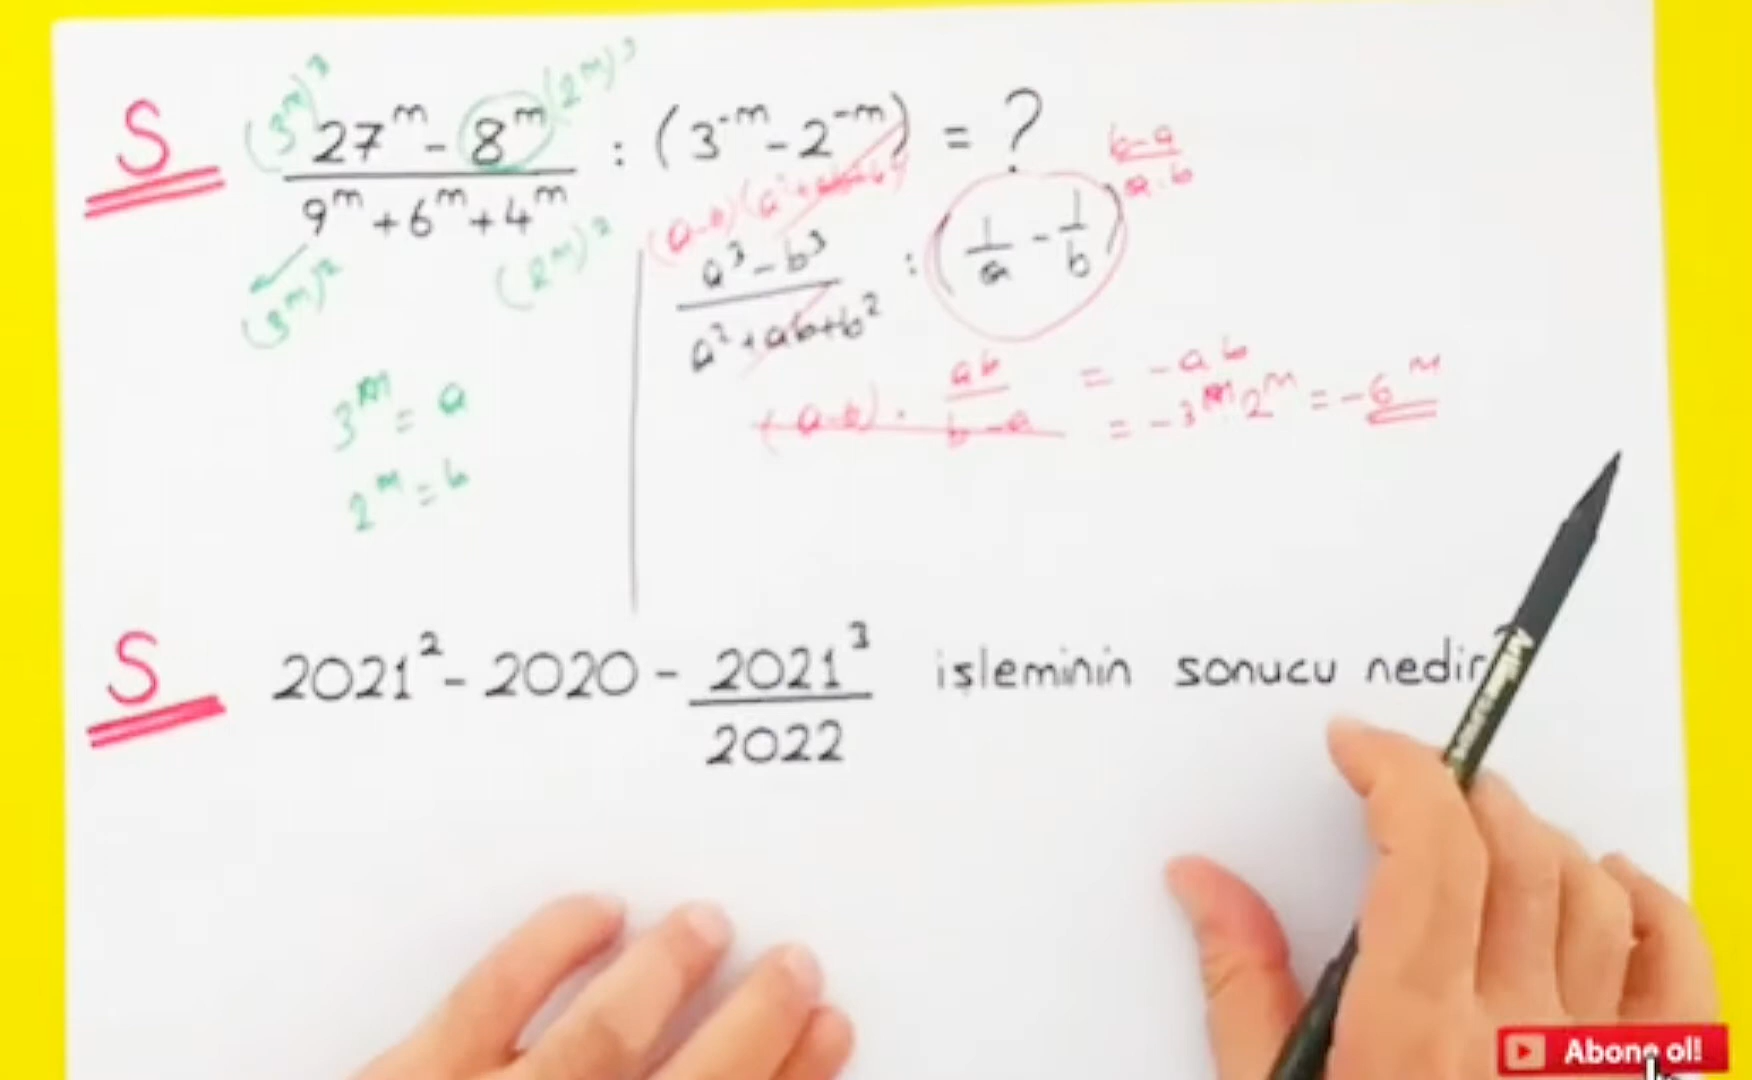 S (3^m)^3 (2^m)^3
(27^m - 8^m) / (9^m + 6^m + 4^m) : (3^-m - 2^-m) = ?
(3^m)^2 (2^m)^2
(a-b)(a²+ab+b²) (b-a)/(a·b)
(a³ - b³) / (a² + ab + b²) : (1/a - 1/b)
(a-b) · ab/(b-a) = -ab
= -3^m 2^m = -6^m
3^m = a
2^m = b
S 2021² - 2020 - 2021³/2022 işleminin sonucu nedir
Abone ol!